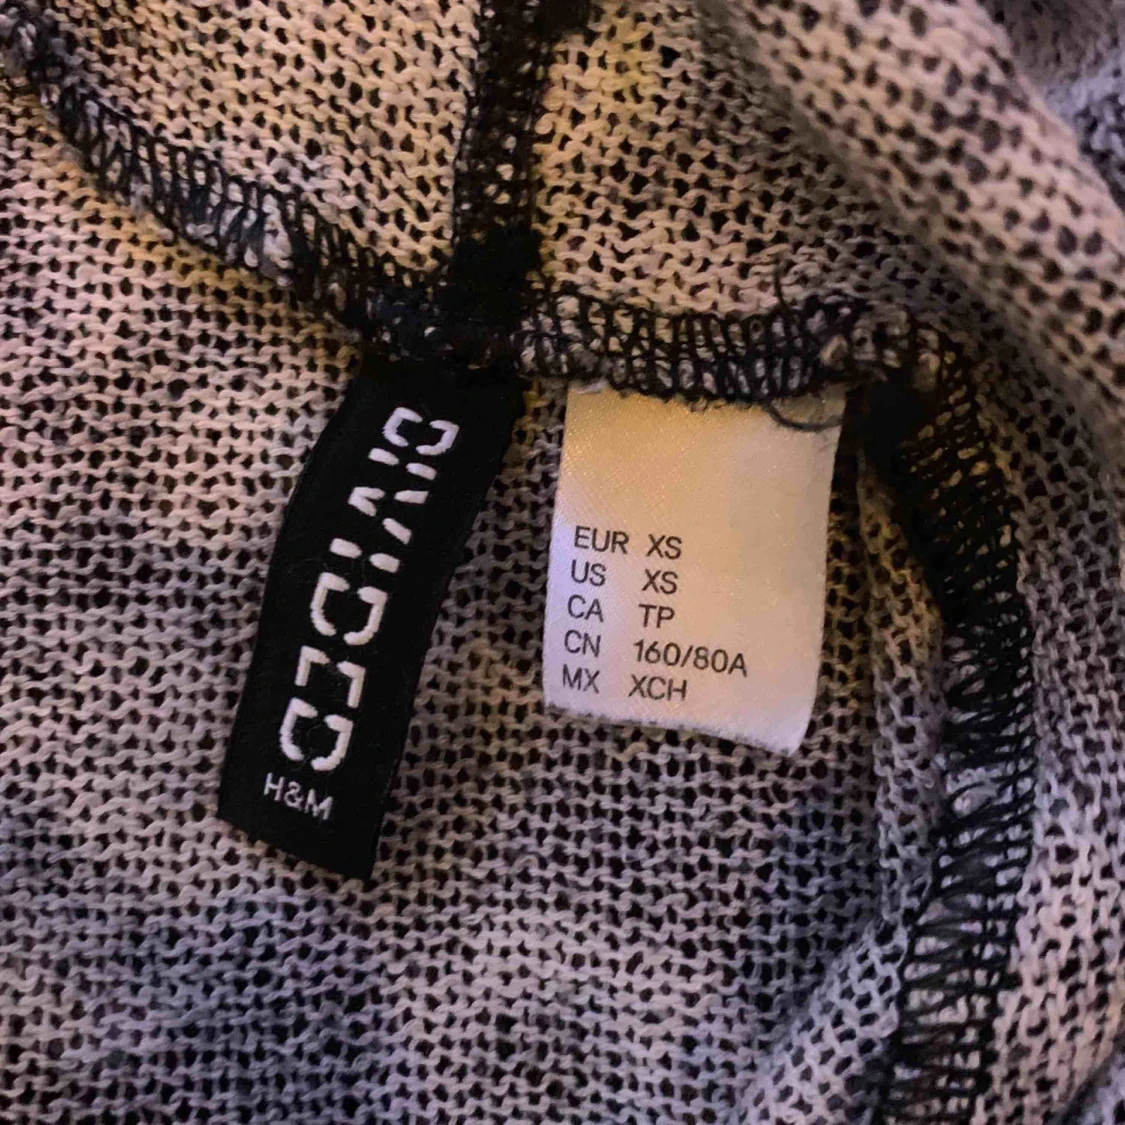 DIVIDED
H&M
EUR XS
US XS
CA TP
CN 160/80A
MX XCH